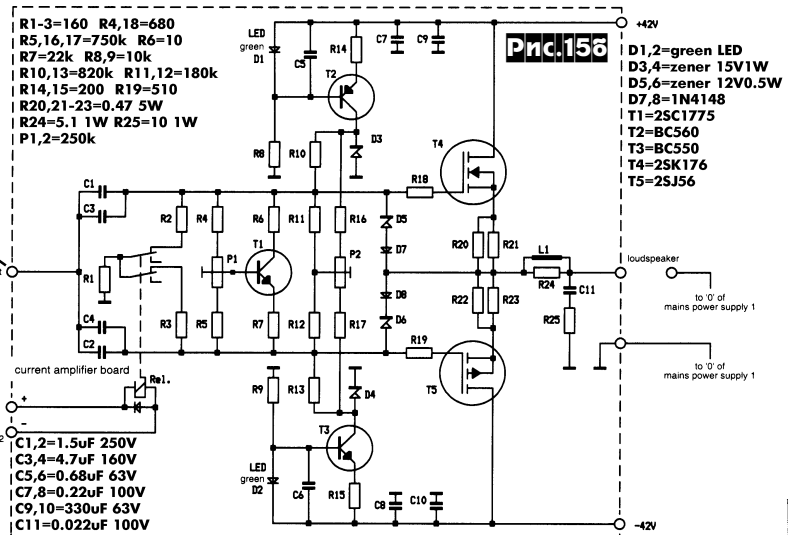 R1-3=160 R4,18=680
R5,16,17=750k R6=10
R7=22k R8,9=10k
R10,13=820k R11,12=180k
R14,15=200 R19=510
R20,21-23=0.47 5W
R24=5.1 1W R25=10 1W
P1,2=250k
LED
green
D1
C5
R14
C7
C9
+42V
Рис.15б
T2
D1,2=green LED
D3,4=zener 15V1W
D5,6=zener 12V0.5W
D7,8=1N4148
T1=2SC1775
T2=BC560
T3=BC550
T4=2SK176
T5=2SJ56
R8
R10
D3
T4
R18
C1
C3
R2
R4
R6
R11
R16
D5
D7
R20
R21
L1
loudspeaker
R1
P1
T1
P2
R24
C11
to '0' of
mains power supply 1
D8
D6
R22
R23
R25
C4
C2
R3
R5
R7
R12
R17
R19
current amplifier board
Rel.
R9
R13
D4
T5
to '0' of
mains power supply 1
+
-
2
T3
LED
green
D2
C6
R15
C8
C10
-42V
C1,2=1.5uF 250V
C3,4=4.7uF 160V
C5,6=0.68uF 63V
C7,8=0.22uF 100V
C9,10=330uF 63V
C11=0.022uF 100V